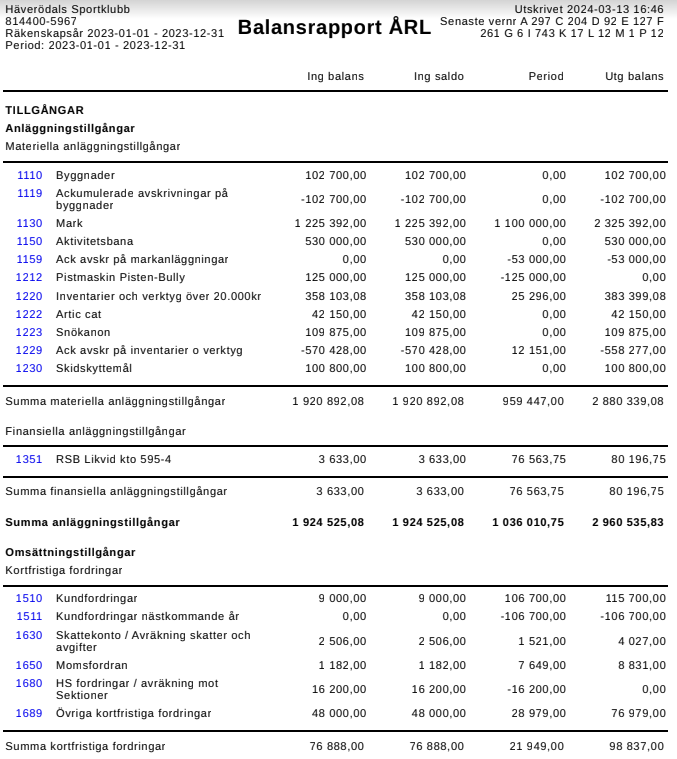 Häverödals Sportklubb
814400-5967
Räkenskapsår 2023-01-01 - 2023-12-31
Period: 2023-01-01 - 2023-12-31
Balansrapport ÅRL
Utskrivet 2024-03-13 16:46
Senaste vernr A 297 C 204 D 92 E 127 F
261 G 6 I 743 K 17 L 12 M 1 P 12
Ing balans Ing saldo Period Utg balans
TILLGÅNGAR
Anläggningstillgångar
Materiella anläggningstillgångar
1110 Byggnader 102 700,00 102 700,00 0,00 102 700,00
1119 Ackumulerade avskrivningar på
byggnader -102 700,00 -102 700,00 0,00 -102 700,00
1130 Mark 1 225 392,00 1 225 392,00 1 100 000,00 2 325 392,00
1150 Aktivitetsbana 530 000,00 530 000,00 0,00 530 000,00
1159 Ack avskr på markanläggningar 0,00 0,00 -53 000,00 -53 000,00
1212 Pistmaskin Pisten-Bully 125 000,00 125 000,00 -125 000,00 0,00
1220 Inventarier och verktyg över 20.000kr 358 103,08 358 103,08 25 296,00 383 399,08
1222 Artic cat 42 150,00 42 150,00 0,00 42 150,00
1223 Snökanon 109 875,00 109 875,00 0,00 109 875,00
1229 Ack avskr på inventarier o verktyg -570 428,00 -570 428,00 12 151,00 -558 277,00
1230 Skidskyttemål 100 800,00 100 800,00 0,00 100 800,00
Summa materiella anläggningstillgångar 1 920 892,08 1 920 892,08 959 447,00 2 880 339,08
Finansiella anläggningstillgångar
1351 RSB Likvid kto 595-4 3 633,00 3 633,00 76 563,75 80 196,75
Summa finansiella anläggningstillgångar 3 633,00 3 633,00 76 563,75 80 196,75
Summa anläggningstillgångar 1 924 525,08 1 924 525,08 1 036 010,75 2 960 535,83
Omsättningstillgångar
Kortfristiga fordringar
1510 Kundfordringar 9 000,00 9 000,00 106 700,00 115 700,00
1511 Kundfordringar nästkommande år 0,00 0,00 -106 700,00 -106 700,00
1630 Skattekonto / Avräkning skatter och
avgifter 2 506,00 2 506,00 1 521,00 4 027,00
1650 Momsfordran 1 182,00 1 182,00 7 649,00 8 831,00
1680 HS fordringar / avräkning mot
Sektioner 16 200,00 16 200,00 -16 200,00 0,00
1689 Övriga kortfristiga fordringar 48 000,00 48 000,00 28 979,00 76 979,00
Summa kortfristiga fordringar 76 888,00 76 888,00 21 949,00 98 837,00